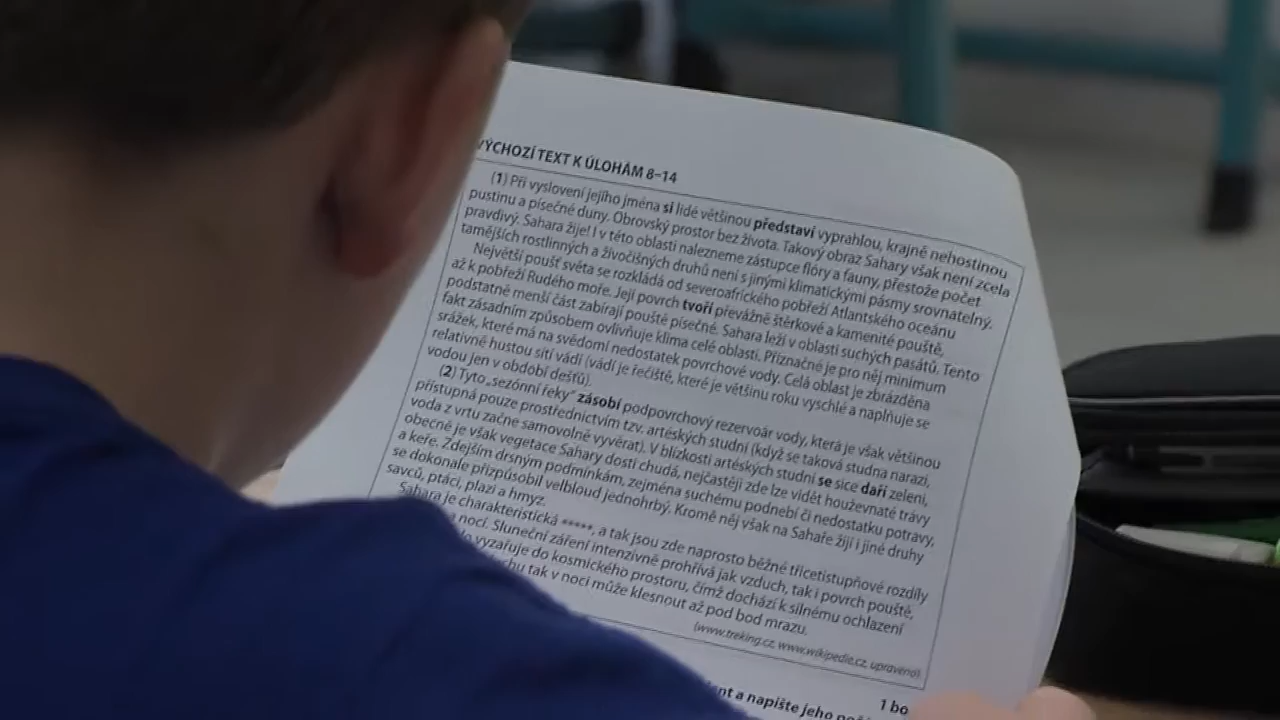 VÝCHOZÍ TEXT K ÚLOHÁM 8–14
(1) Při vyslovení jejího jména si lidé většinou představí vyprahlou, krajně nehostinou
pustinu a písečné duny. Obrovský prostor bez života. Takový obraz Sahary však není zcela
pravdivý. Sahara žije! I v této oblasti nalezneme zástupce flóry a fauny, přestože počet
tamějších rostlinných a živočišných druhů není s jinými klimatickými pásmy srovnatelný.
Největší poušť světa se rozkládá od severoafrického pobřeží Atlantského oceánu
až k pobřeží Rudého moře. Její povrch tvoří převážně štěrkové a kamenité pouště,
podstatně menší část zabírají pouště písečné. Sahara leží v oblasti suchých pasátů. Tento
fakt zásadním způsobem ovlivňuje klima celé oblasti. Příznačné je pro něj minimum
srážek, které má na svědomí nedostatek povrchové vody. Celá oblast je zbrázděna
relativně hustou sítí vádí (vádí je řečiště, které je většinu roku vyschlé a naplňuje se
vodou jen v období dešťů).
(2) Tyto „sezónní řeky“ zásobí podpovrchový rezervoár vody, která je však většinou
přístupná pouze prostřednictvím tzv. artéských studní (když se taková studna narazí,
voda z vrtu začne samovolně vyvěrat). V blízkosti artéských studní se sice daří zeleni,
obecně je však vegetace Sahary dosti chudá, nejčastěji zde lze vidět houževnaté trávy
a keře. Zdejším drsným podmínkám, zejména suchému podnebí či nedostatku potravy,
se dokonale přizpůsobil velbloud jednohrbý. Kromě něj však na Sahaře žijí i jiné druhy
savců, ptáci, plazi a hmyz.
Sahara je charakteristická *****, a tak jsou zde naprosto běžné třicetistupňové rozdíly
nocí. Sluneční záření intenzivně prohřívá jak vzduch, tak i povrch pouště,
vyzařuje do kosmického prostoru, čímž dochází k silnému ochlazení
tak v noci může klesnout až pod bod mrazu.
(www.treking.cz, www.wikipedie.cz, upraveno)
1 bo
a napište jeho